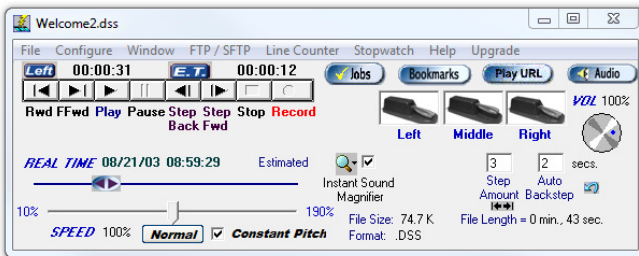 Welcome2.dss
File Configure Window FTP / SFTP Line Counter Stopwatch Help Upgrade
Left 00:00:31 E.T. 00:00:12 Jobs Bookmarks Play URL Audio
Rwd FFwd Play Pause Step Back Step Fwd Stop Record
VOL 100%
Left Middle Right
REAL TIME 08/21/03 08:59:29 Estimated
Instant Sound Magnifier
3 Step Amount
2 secs. Auto Backstep
10% 190%
SPEED 100% Normal Constant Pitch
File Size: 74.7 K File Length = 0 min., 43 sec.
Format: .DSS